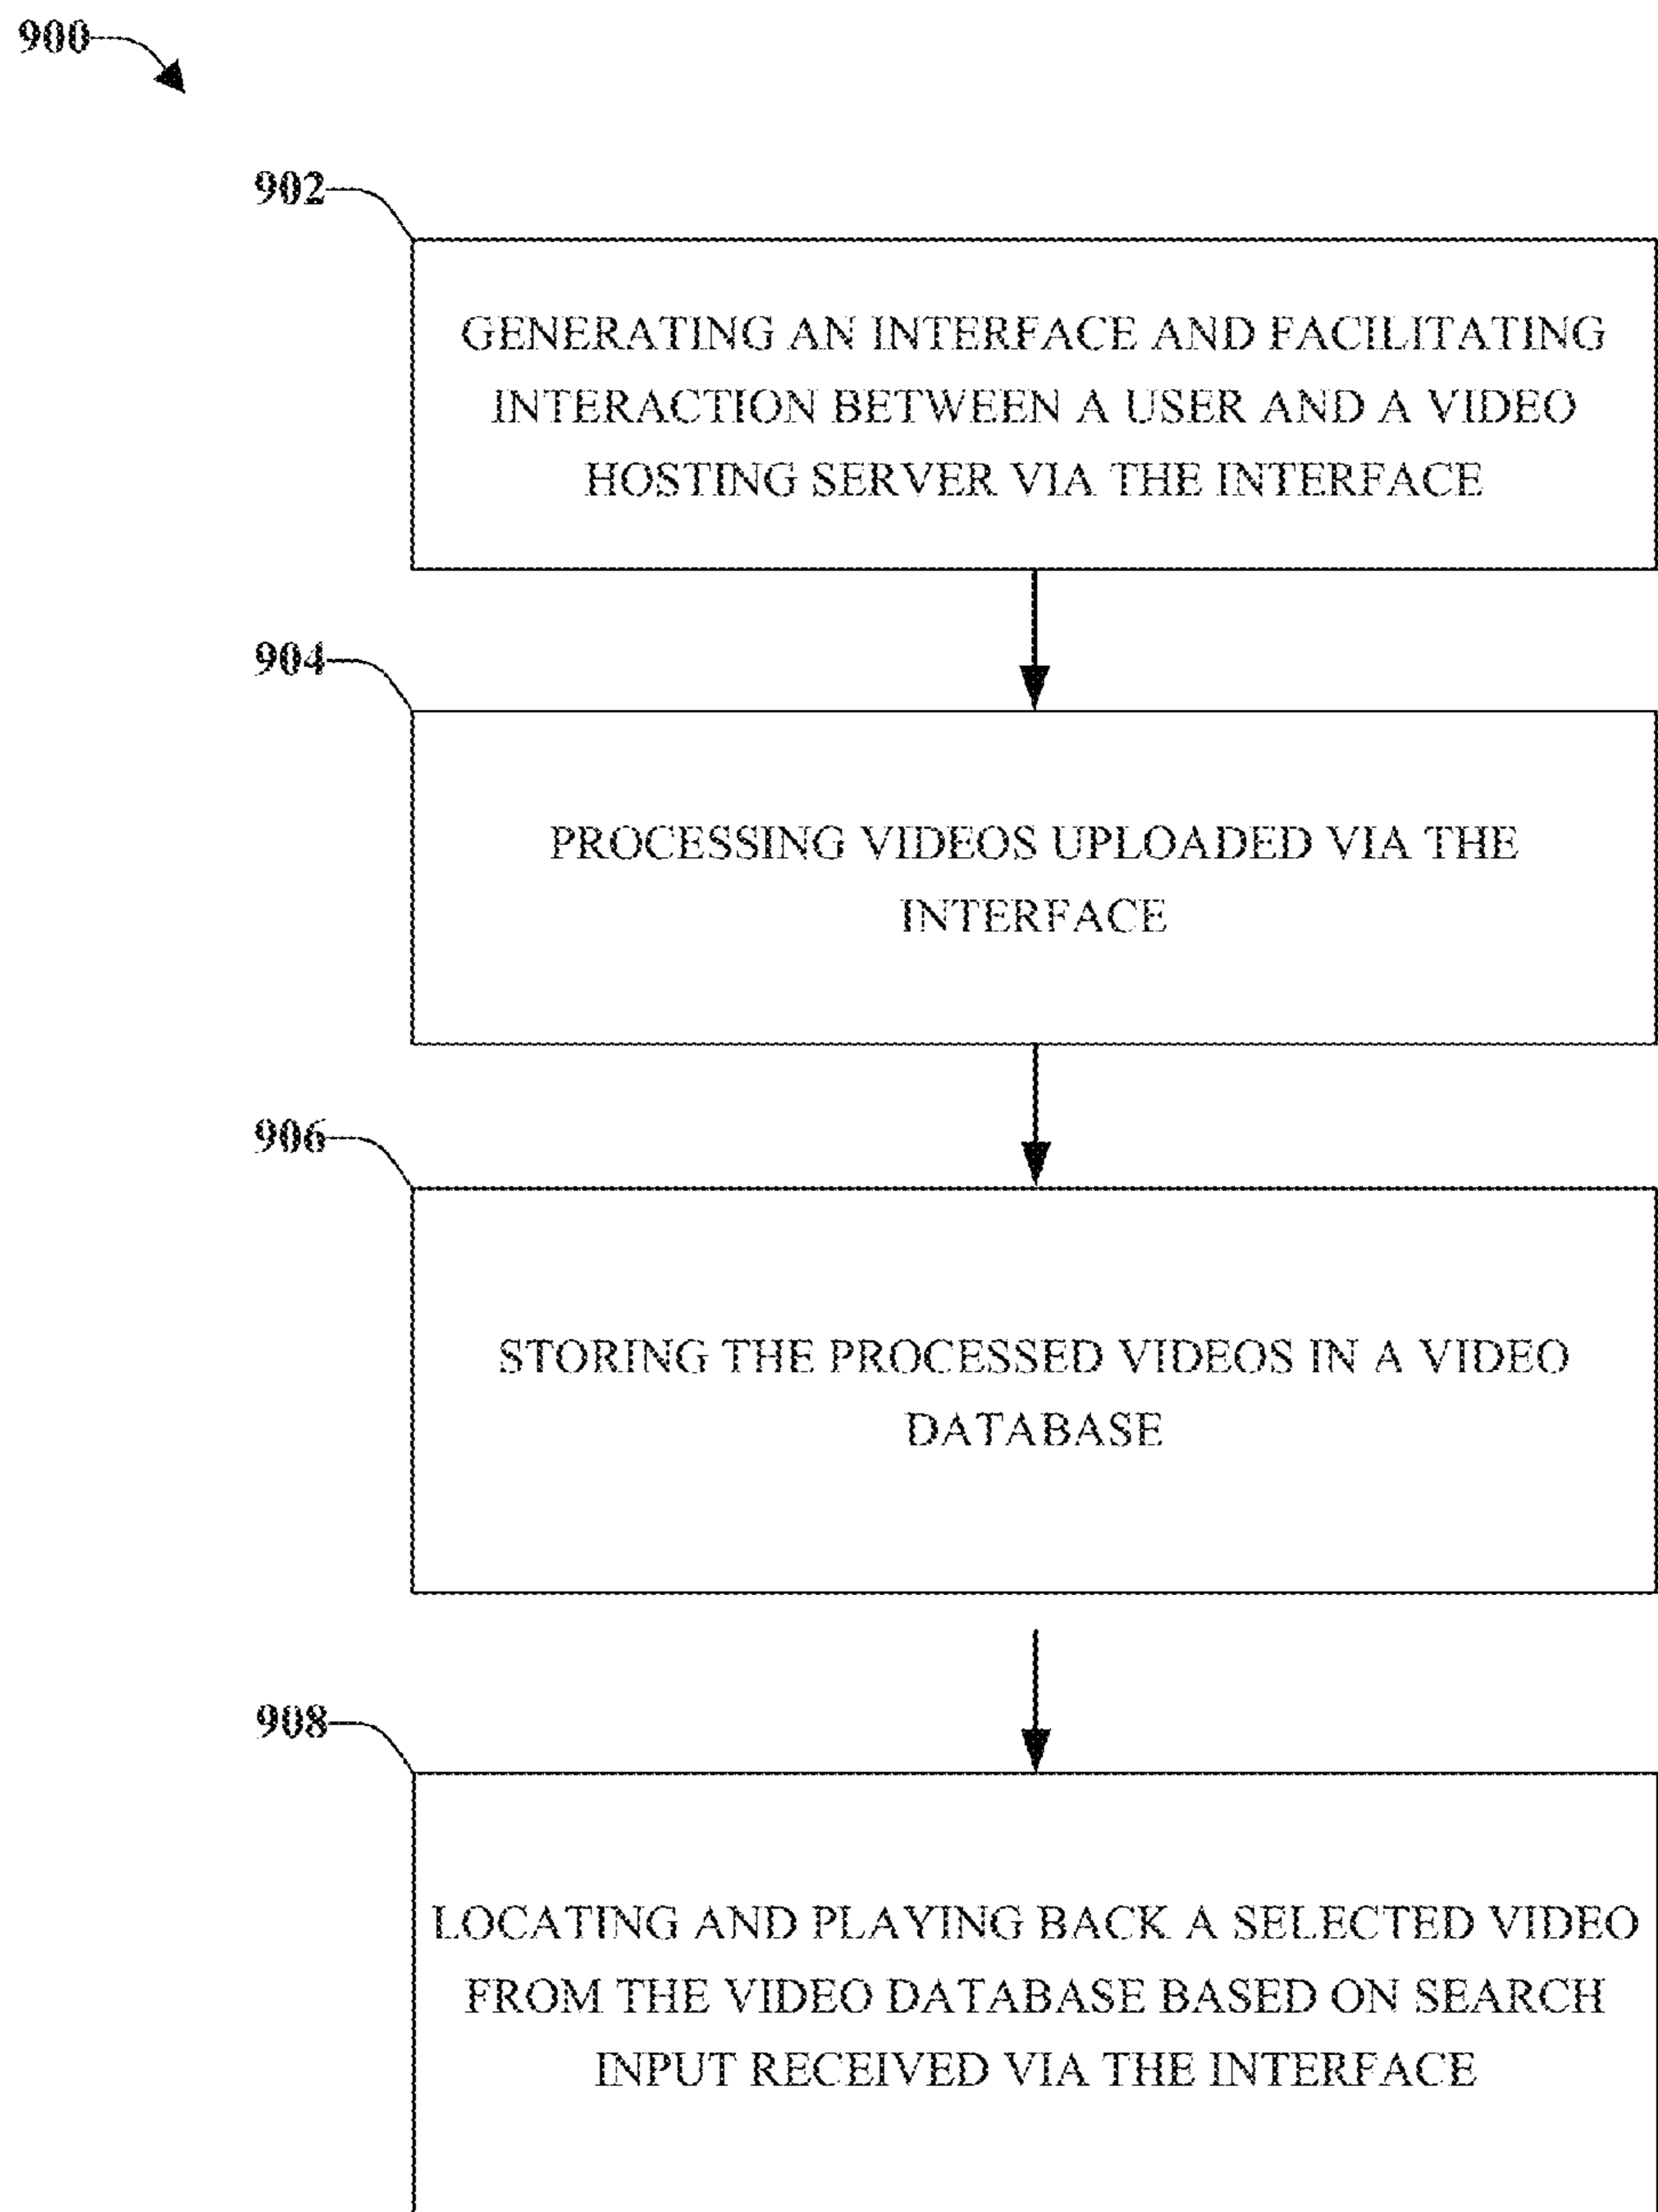 900
902
GENERATING AN INTERFACE AND FACILITATING
INTERACTION BETWEEN A USER AND A VIDEO
HOSTING SERVER VIA THE INTERFACE
904
PROCESSING VIDEOS UPLOADED VIA THE
INTERFACE
906
STORING THE PROCESSED VIDEOS IN A VIDEO
DATABASE
908
LOCATING AND PLAYING BACK A SELECTED VIDEO
FROM THE VIDEO DATABASE BASED ON SEARCH
INPUT RECEIVED VIA THE INTERFACE